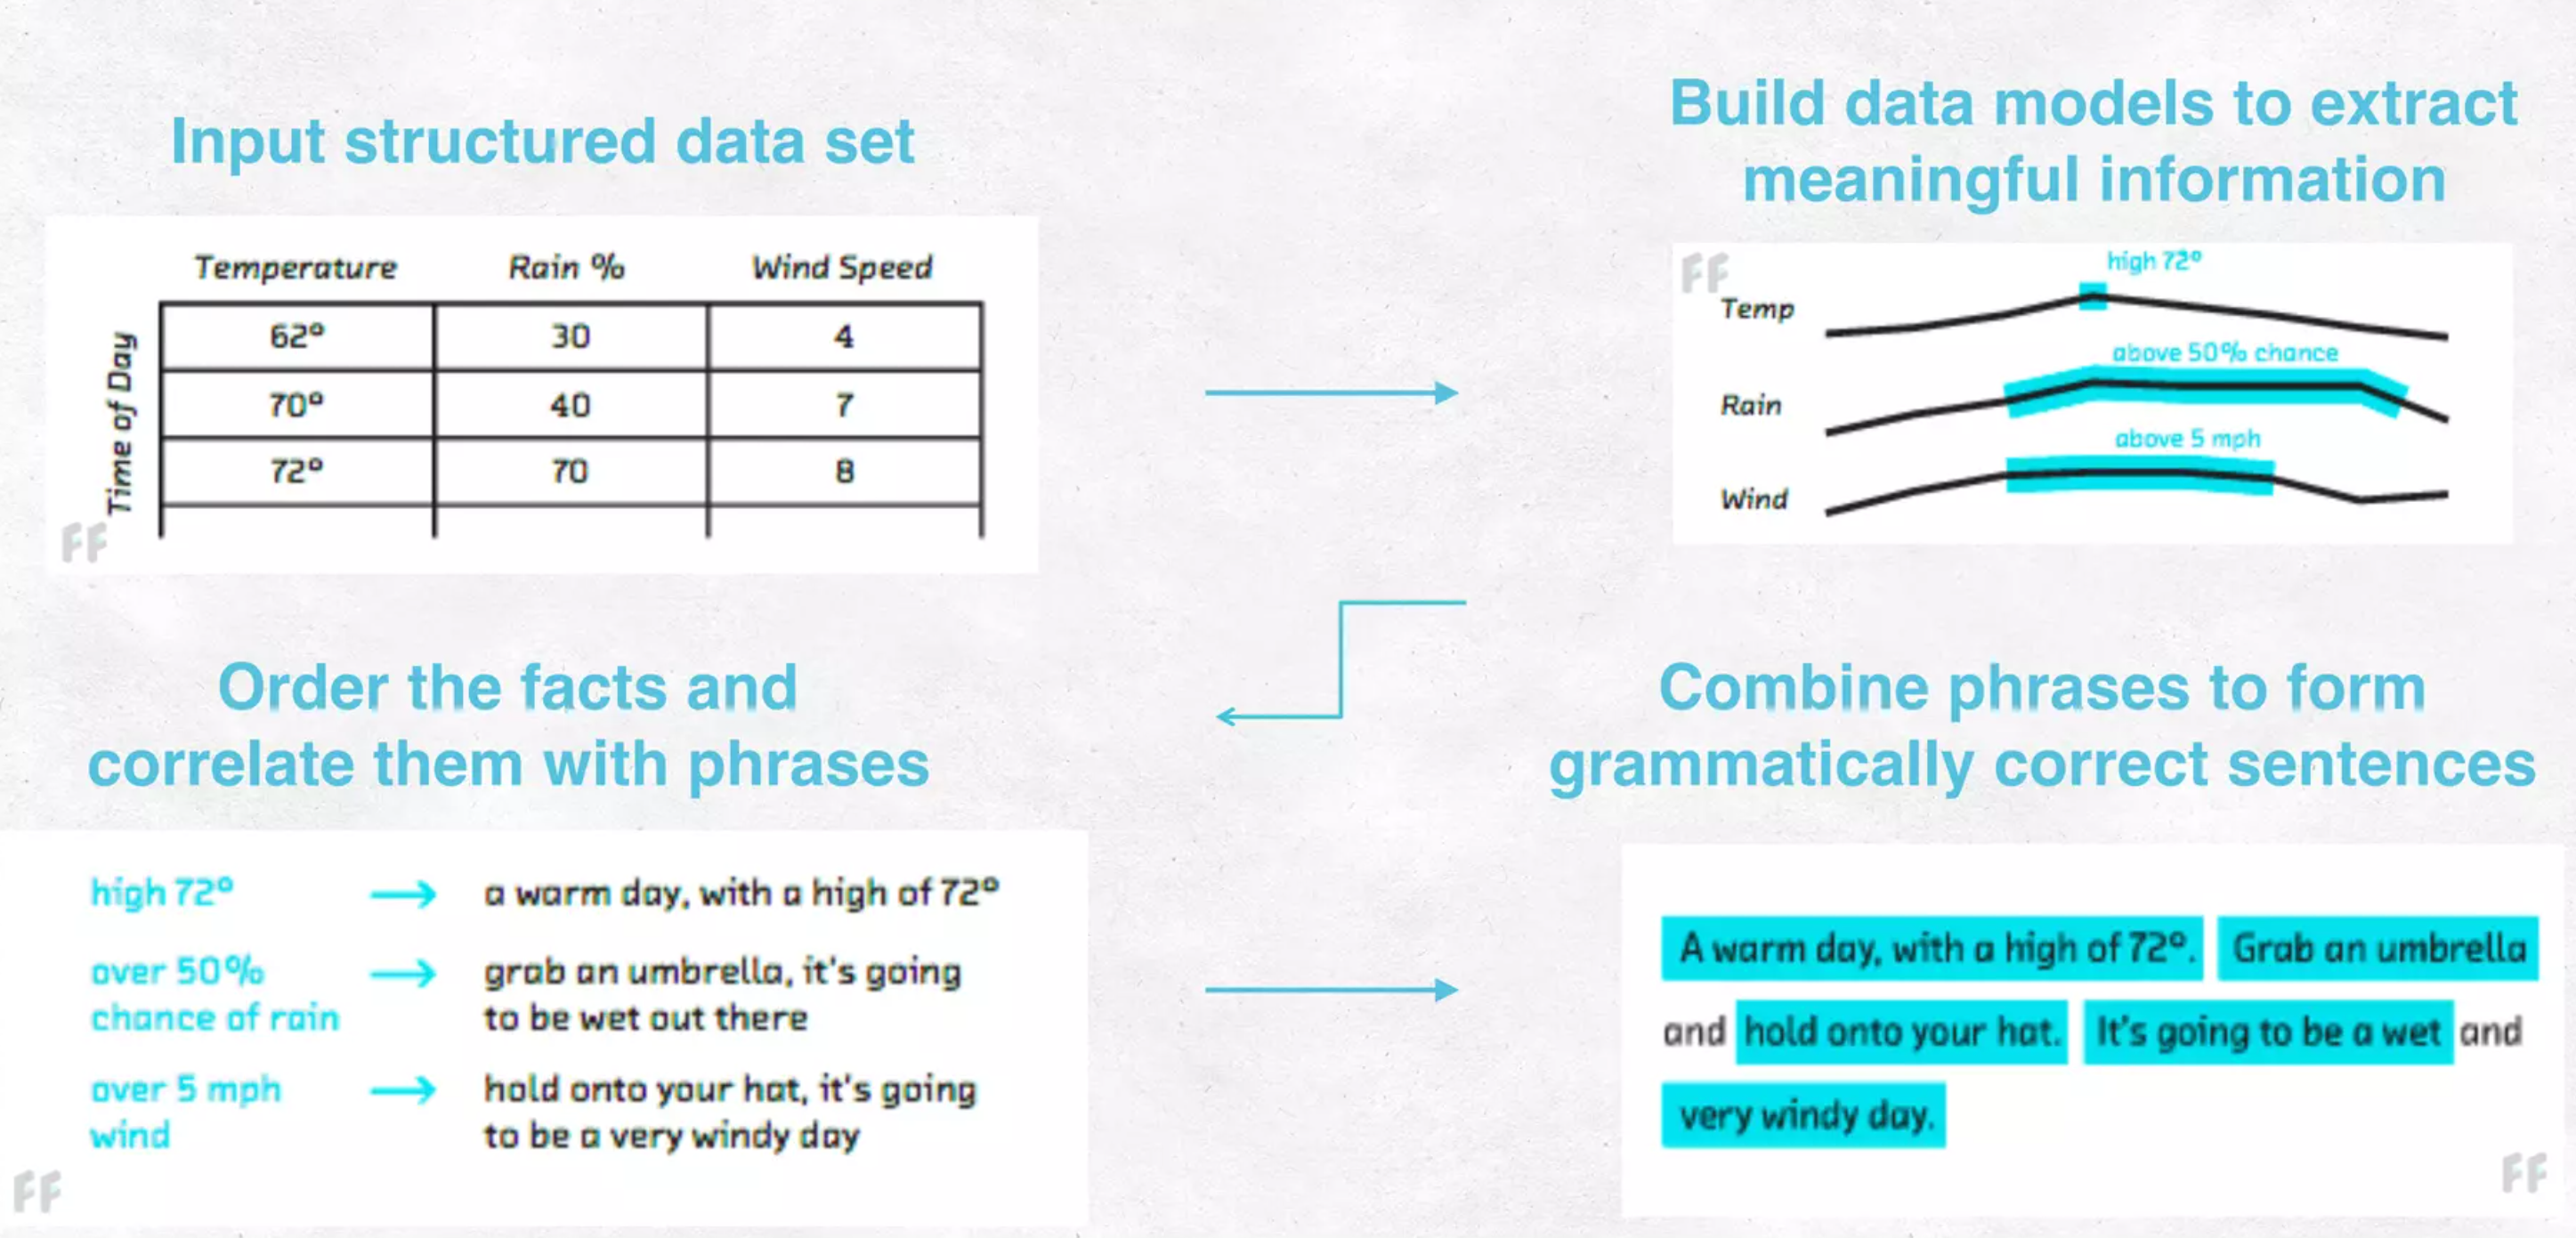 Input structured data set
Temperature Rain % Wind Speed
Time of Day
62° 30 4
70° 40 7
72° 70 8
FF
Build data models to extract
meaningful information
FF
high 72°
Temp
above 50% chance
Rain
above 5 mph
Wind
Order the facts and
correlate them with phrases
high 72° → a warm day, with a high of 72°
over 50% → grab an umbrella, it's going
chance of rain to be wet out there
over 5 mph → hold onto your hat, it's going
wind to be a very windy day
FF
Combine phrases to form
grammatically correct sentences
A warm day, with a high of 72°. Grab an umbrella
and hold onto your hat. It's going to be a wet and
very windy day.
FF